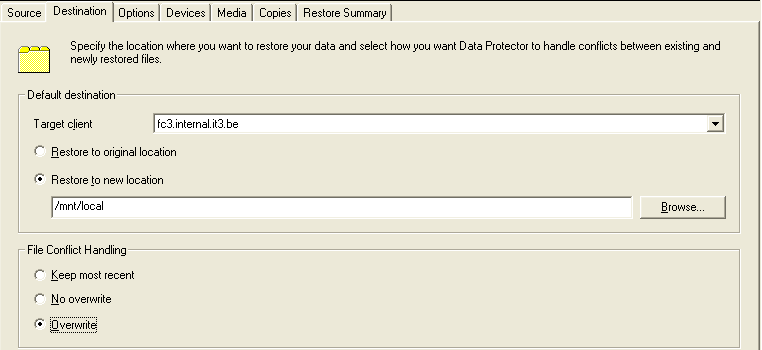 Source Destination Options Devices Media Copies Restore Summary
Specify the location where you want to restore your data and select how you want Data Protector to handle conflicts between existing and
newly restored files.
Default destination
Target client fc3.internal.it3.be
Restore to original location
Restore to new location
/mnt/local Browse...
File Conflict Handling
Keep most recent
No overwrite
Overwrite